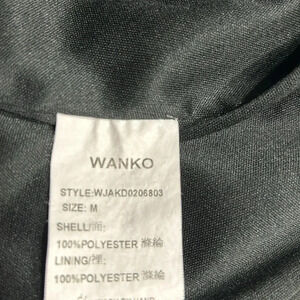 WANKO
STYLE:WJAKD0206803
SIZE: M
SHELL/面:
100%POLYESTER 滌綸
LINING/裡:
100%POLYESTER 滌綸